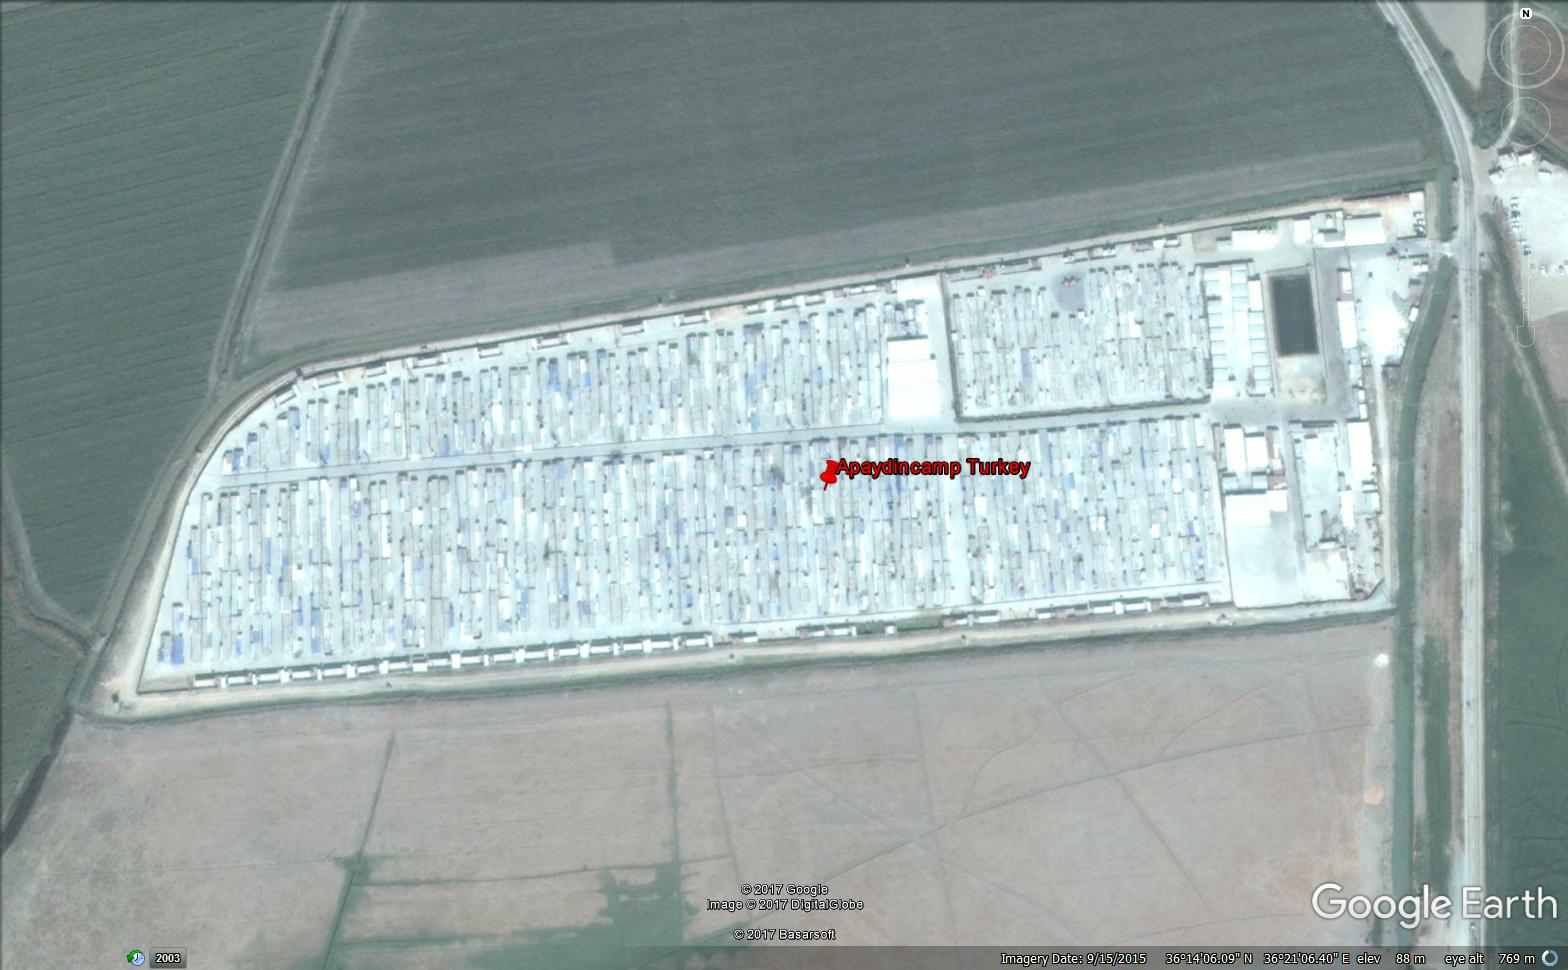 N
Apaydincamp Turkey
© 2017 Google
Image © 2017 DigitalGlobe
© 2017 Basarsoft
Google Earth
2003
Imagery Date: 9/15/2015 36°14'06.09" N 36°21'06.40" E elev 88 m eye alt 769 m